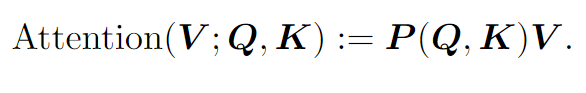 Attention(V; Q, K) := P(Q, K)V.